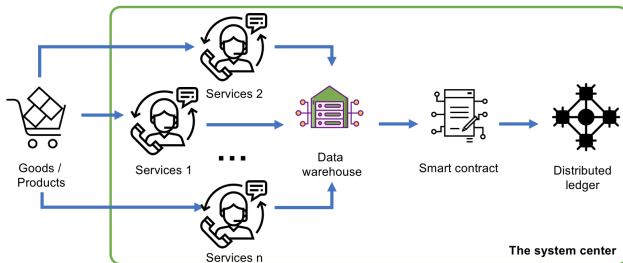 Services 2
Services 1
...
Goods /
Products
Data
warehouse
Smart contract
Distributed
ledger
Services n
The system center